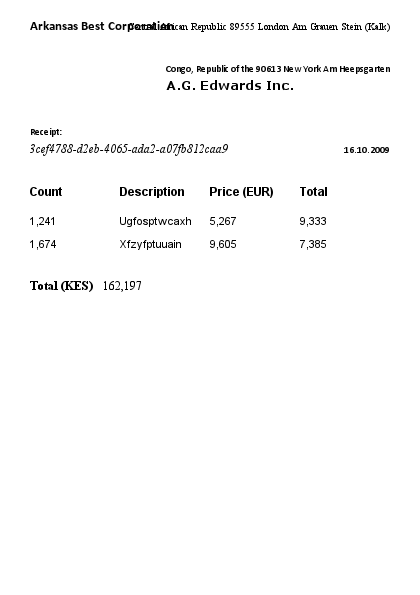 Arkansas Best Corporation African Republic 89555 London Am Grauen Stein (Kalk)
Congo, Republic of the 90613 New York Am Heepsgarten
A.G. Edwards Inc.
Receipt:
3cef4788-d2eb-4065-ada2-a07fb812caa9 16.10.2009
Count Description Price (EUR) Total
1,241 Ugfosptwcaxh 5,267 9,333
1,674 Xfzyfptuuain 9,605 7,385
Total (KES) 162,197